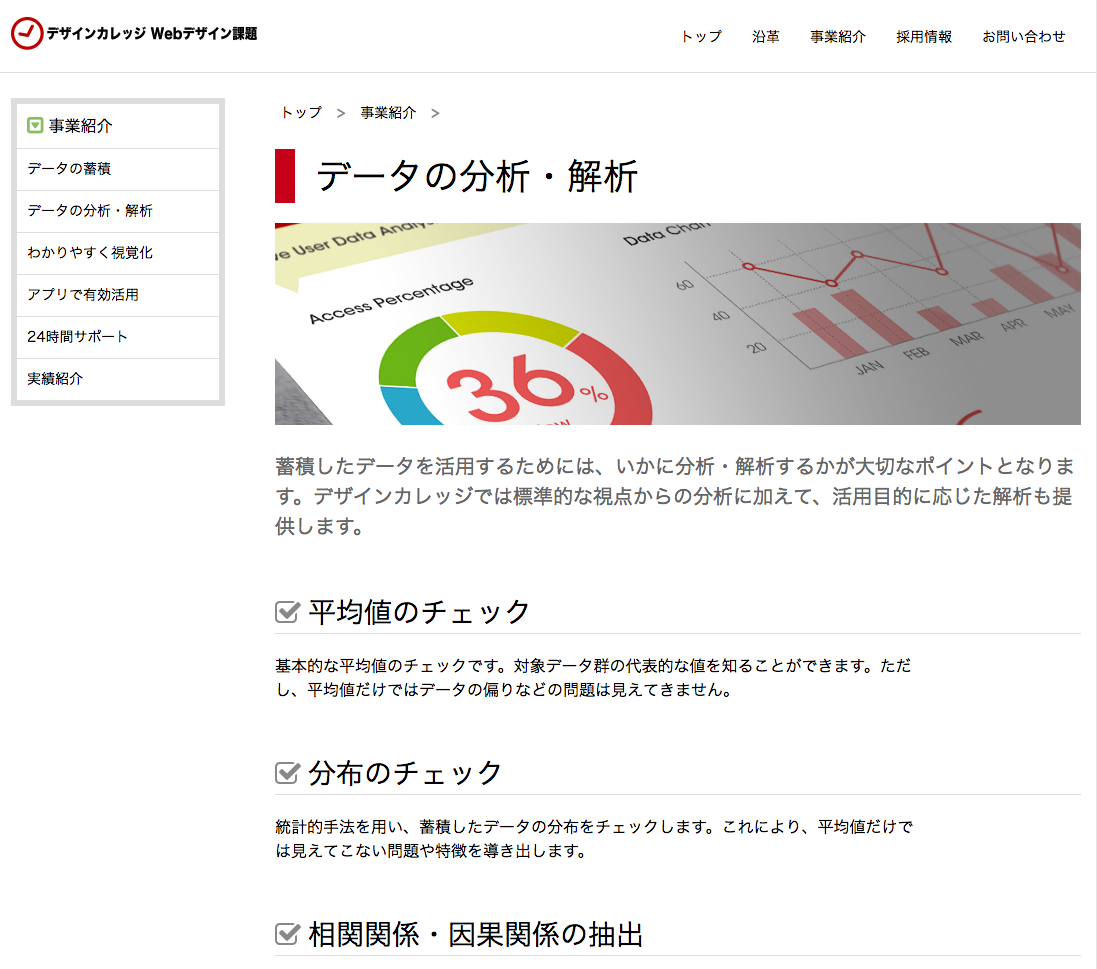 デザインカレッジ Webデザイン課題
トップ 沿革 事業紹介 採用情報 お問い合わせ
事業紹介
データの蓄積
データの分析・解析
わかりやすく視覚化
アプリで有効活用
24時間サポート
実績紹介
トップ > 事業紹介 >
データの分析・解析
User Data
Data Chart
Access Percentage
36%
60
40
20
JAN FEB MAR APR MAY
蓄積したデータを活用するためには、いかに分析・解析するかが大切なポイントとなりま
す。デザインカレッジでは標準的な視点からの分析に加えて、活用目的に応じた解析も提
供します。
平均値のチェック
基本的な平均値のチェックです。対象データ群の代表的な値を知ることができます。ただ
し、平均値だけではデータの偏りなどの問題は見えてきません。
分布のチェック
統計的手法を用い、蓄積したデータの分布をチェックします。これにより、平均値だけで
は見えてこない問題や特徴を導き出します。
相関関係・因果関係の抽出